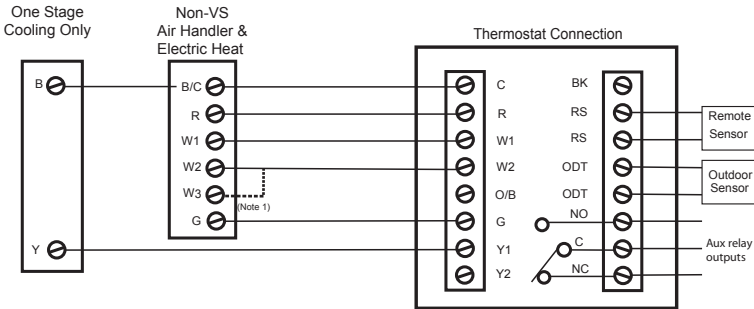 One Stage
Cooling Only
Non-VS
Air Handler &
Electric Heat
Thermostat Connection
B
B/C
C
BK
R
R
RS
Remote
Sensor
W1
W1
RS
W2
W2
ODT
Outdoor
Sensor
W3
(Note 1)
O/B
ODT
G
G
NO
Y
Y1
C
Aux relay
outputs
Y2
NC